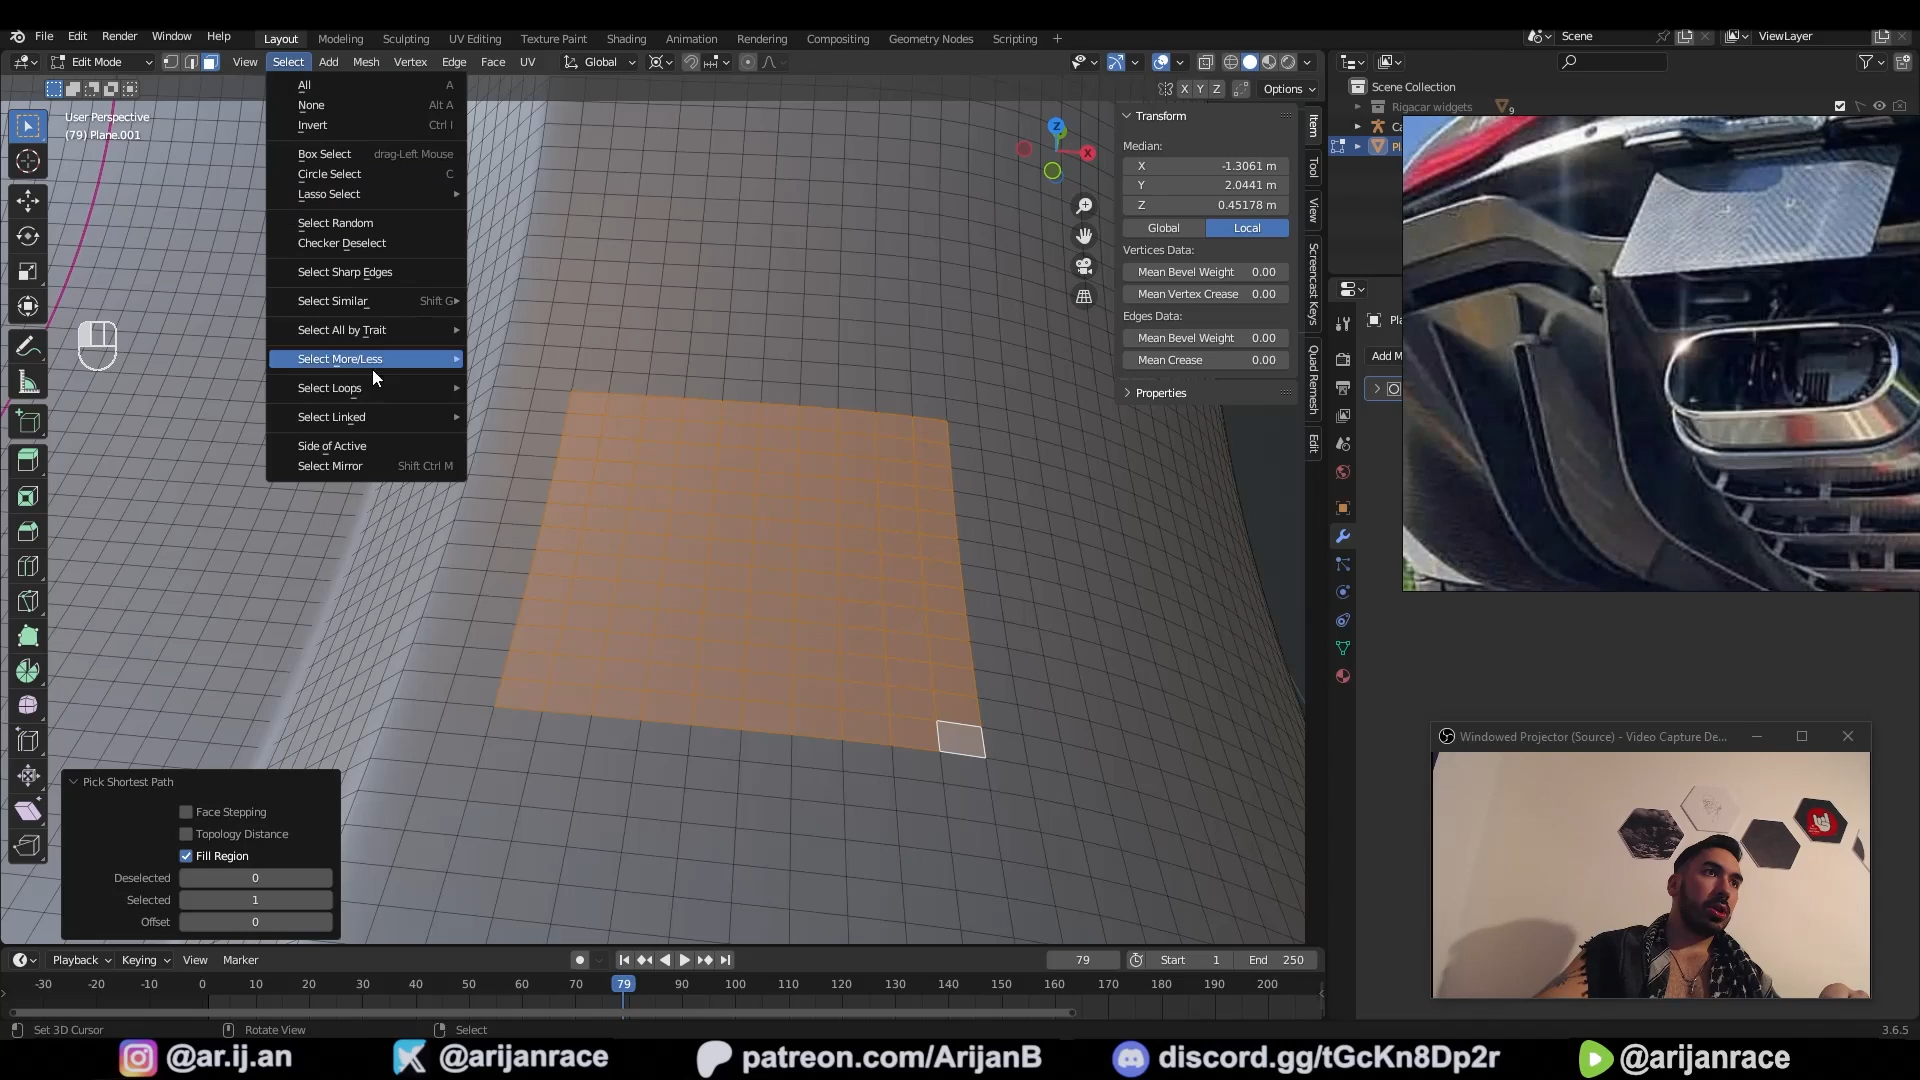 File Edit Render Window Help
Layout Modeling Sculpting UV Editing Texture Paint Shading Animation Rendering Compositing Geometry Nodes Scripting +
Scene ViewLayer
Edit Mode View Select Add Mesh Vertex Edge Face UV Global
X Y Z Options
User Perspective
(79) Plane.001
All A
None Alt A
Invert Ctrl I
Box Select drag-Left Mouse
Circle Select C
Lasso Select
Select Random
Checker Deselect
Select Sharp Edges
Select Similar Shift G
Select All by Trait
Select More/Less
Select Loops
Select Linked
Side of Active
Select Mirror Shift Ctrl M
Z
X
Transform
Median:
X -1.3061 m
Y 2.0441 m
Z 0.45178 m
Global Local
Vertices Data:
Mean Bevel Weight 0.00
Mean Vertex Crease 0.00
Edges Data:
Mean Bevel Weight 0.00
Mean Crease 0.00
Properties
Item
Tool
View
Screencast Keys
Quad Remesh
Edit
Scene Collection
Rigacar widgets 9
Add M
Windowed Projector (Source) - Video Capture De...
Pick Shortest Path
Face Stepping
Topology Distance
Fill Region
Deselected 0
Selected 1
Offset 0
Playback Keying View Marker
79 Start 1 End 250
-30 -20 -10 0 10 20 30 40 50 60 70 79 90 100 110 120 130 140 150 160 170 180 190 200
Set 3D Cursor Rotate View Select 3.6.5
@ar.ij.an @arijanrace patreon.com/ArijanB discord.gg/tGcKn8Dp2r @arijanrace